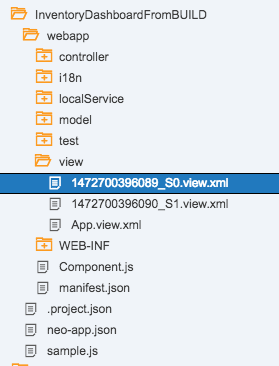 InventoryDashboardFromBUILD
webapp
controller
i18n
localService
model
test
view
1472700396089_S0.view.xml
1472700396090_S1.view.xml
App.view.xml
WEB-INF
Component.js
manifest.json
.project.json
neo-app.json
sample.js